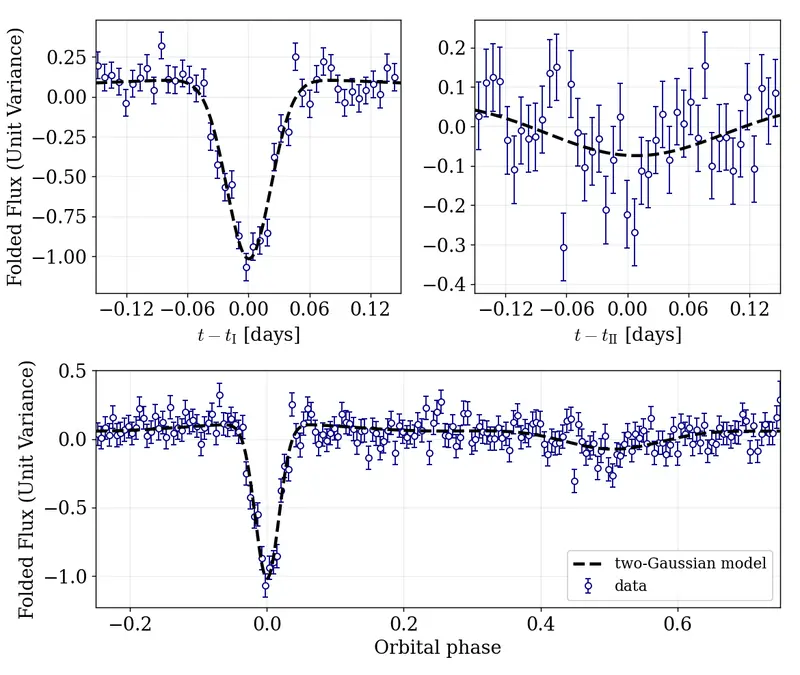 Folded Flux (Unit Variance)
0.25
0.00
−0.25
−0.50
−0.75
−1.00
−0.12 −0.06 0.00 0.06 0.12
t − t_I [days]
0.2
0.1
0.0
−0.1
−0.2
−0.3
−0.4
−0.12 −0.06 0.00 0.06 0.12
t − t_II [days]
Folded Flux (Unit Variance)
0.5
0.0
−0.5
−1.0
two-Gaussian model
data
−0.2 0.0 0.2 0.4 0.6
Orbital phase